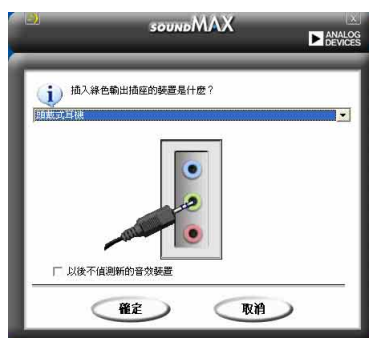 soundMAX
ANALOG
DEVICES
插入綠色輸出插座的裝置是什麼？
頭戴式耳機
以後不偵測新的音效裝置
確定
取消